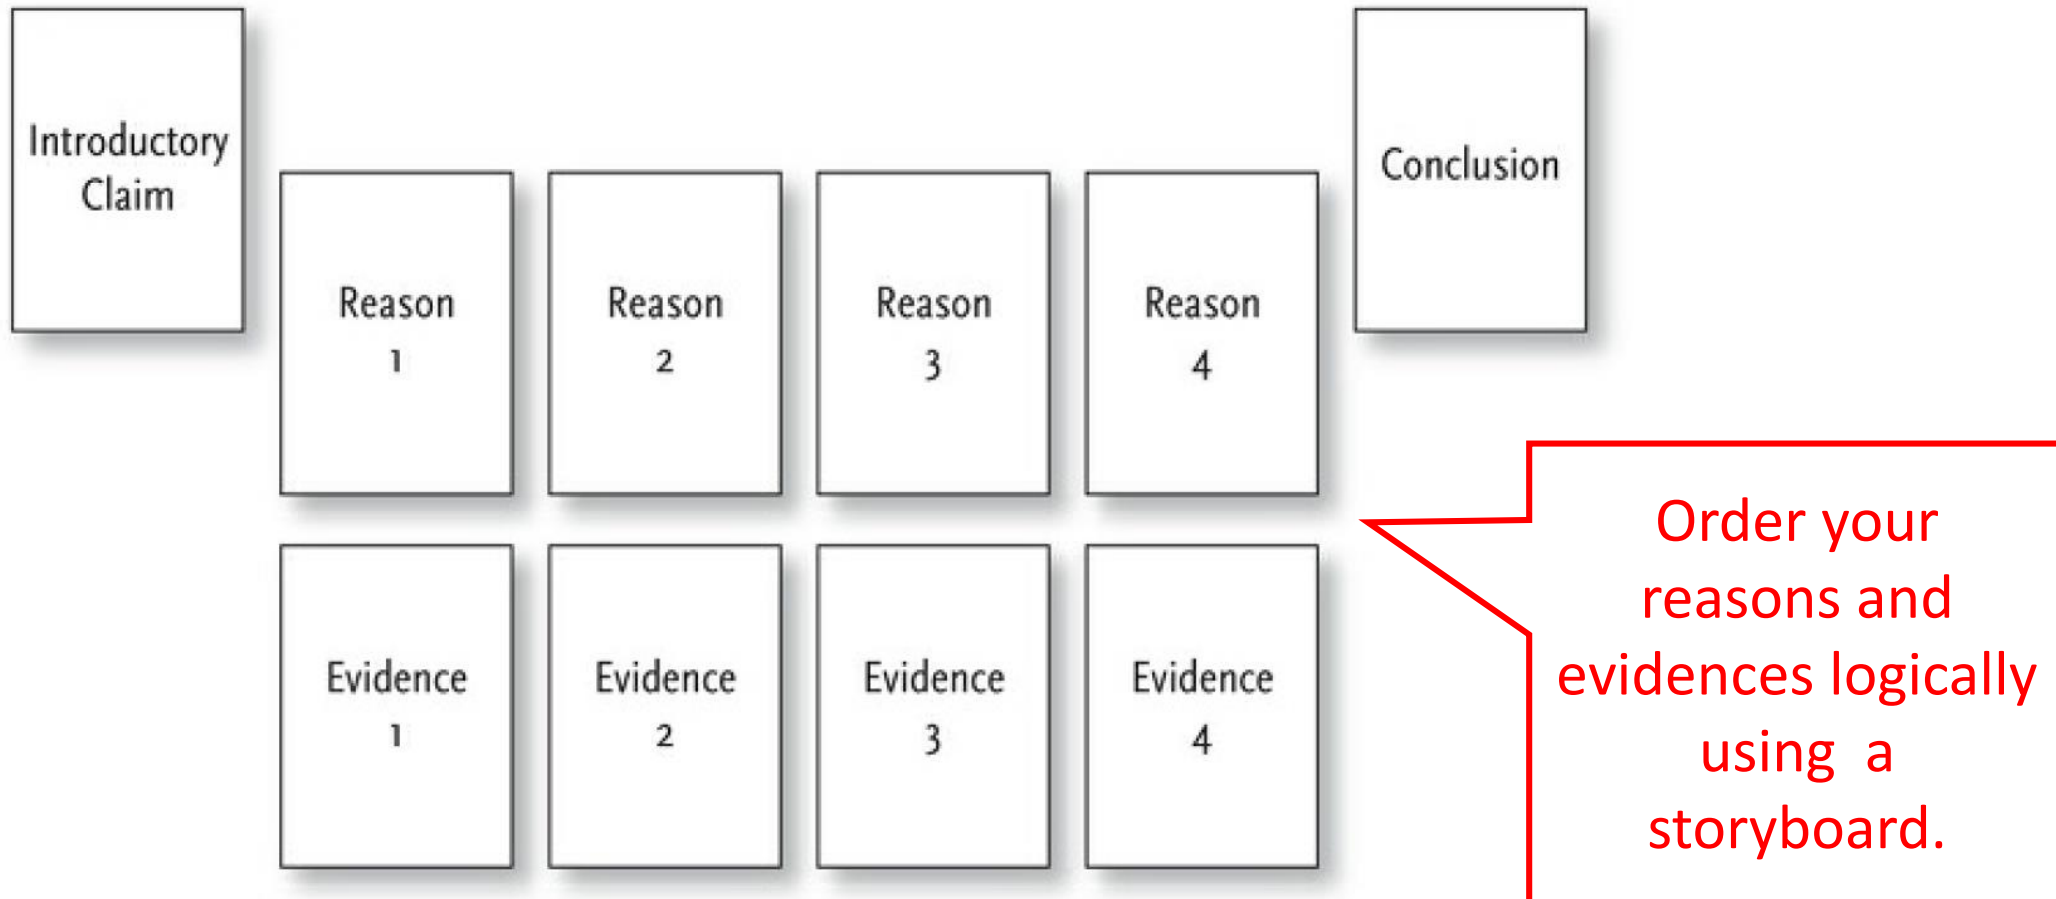 Introductory
Claim
Conclusion
Reason
1
Reason
2
Reason
3
Reason
4
Evidence
1
Evidence
2
Evidence
3
Evidence
4
Order your
reasons and
evidences logically
using a
storyboard.